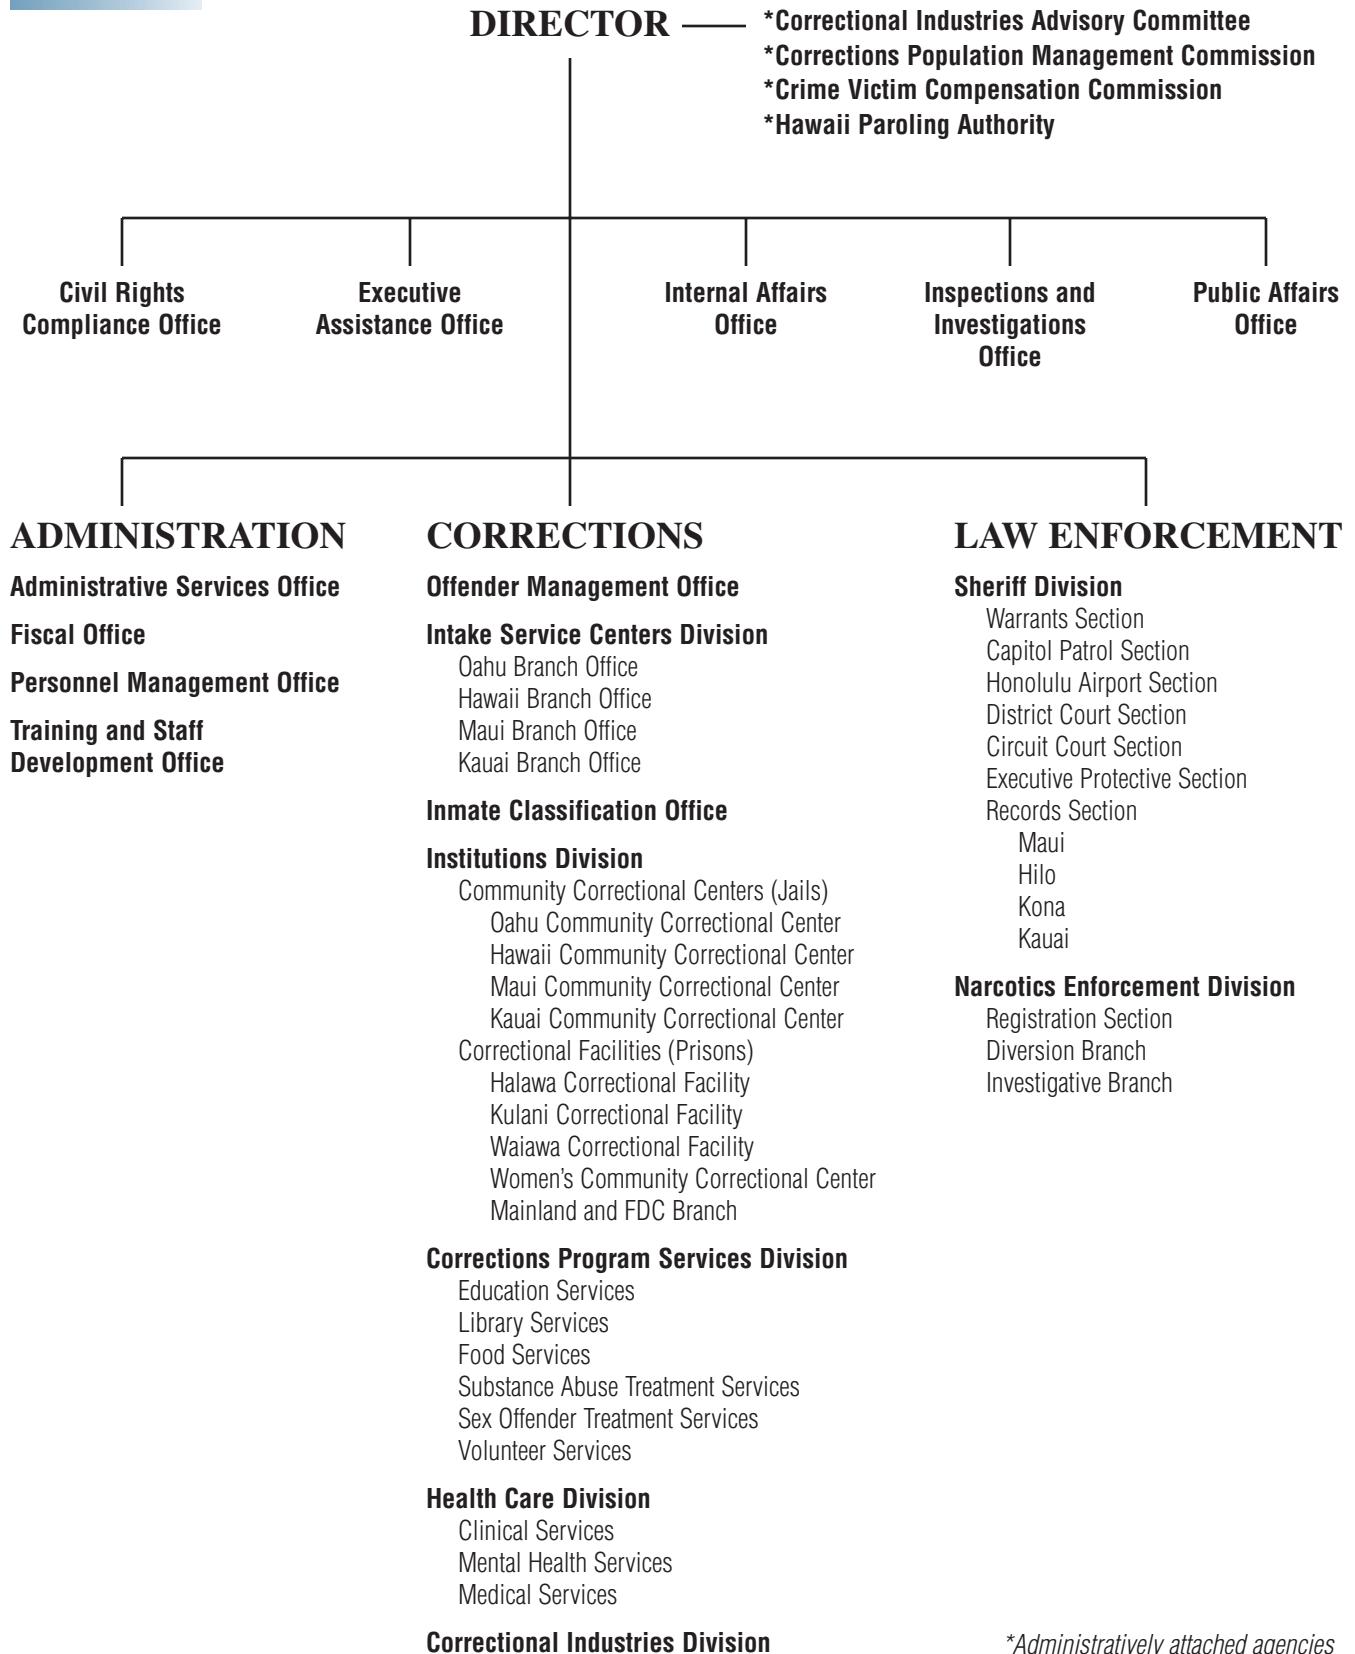 DIRECTOR
*Correctional Industries Advisory Committee
*Corrections Population Management Commission
*Crime Victim Compensation Commission
*Hawaii Paroling Authority
Civil Rights
Compliance Office
Executive
Assistance Office
Internal Affairs
Office
Inspections and
Investigations
Office
Public Affairs
Office
ADMINISTRATION
Administrative Services Office
Fiscal Office
Personnel Management Office
Training and Staff
Development Office
CORRECTIONS
Offender Management Office
Intake Service Centers Division
Oahu Branch Office
Hawaii Branch Office
Maui Branch Office
Kauai Branch Office
Inmate Classification Office
Institutions Division
Community Correctional Centers (Jails)
Oahu Community Correctional Center
Hawaii Community Correctional Center
Maui Community Correctional Center
Kauai Community Correctional Center
Correctional Facilities (Prisons)
Halawa Correctional Facility
Kulani Correctional Facility
Waiawa Correctional Facility
Women’s Community Correctional Center
Mainland and FDC Branch
Corrections Program Services Division
Education Services
Library Services
Food Services
Substance Abuse Treatment Services
Sex Offender Treatment Services
Volunteer Services
Health Care Division
Clinical Services
Mental Health Services
Medical Services
Correctional Industries Division
LAW ENFORCEMENT
Sheriff Division
Warrants Section
Capitol Patrol Section
Honolulu Airport Section
District Court Section
Circuit Court Section
Executive Protective Section
Records Section
Maui
Hilo
Kona
Kauai
Narcotics Enforcement Division
Registration Section
Diversion Branch
Investigative Branch
*Administratively attached agencies